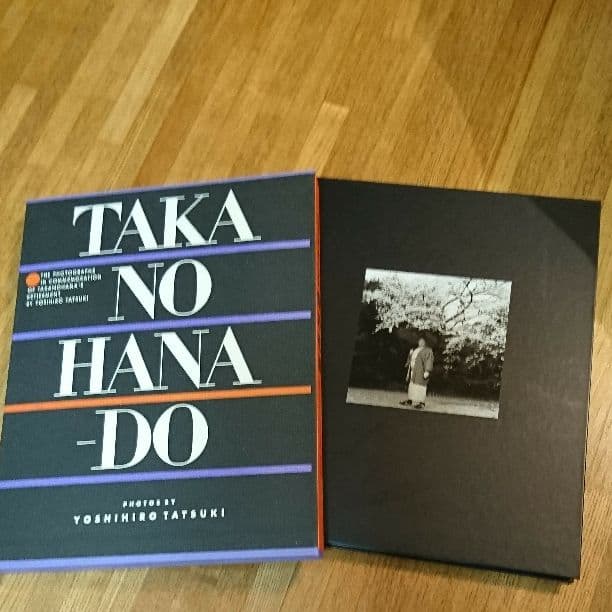 TAKA
THE PHOTOGRAPHS
IN COMMEMORATION
OF TAKANOHANA'S
RETIREMENT
BY YOSHIHIRO TATSUKI
NO
HANA
-DO
PHOTOS BY
YOSHIHIRO TATSUKI